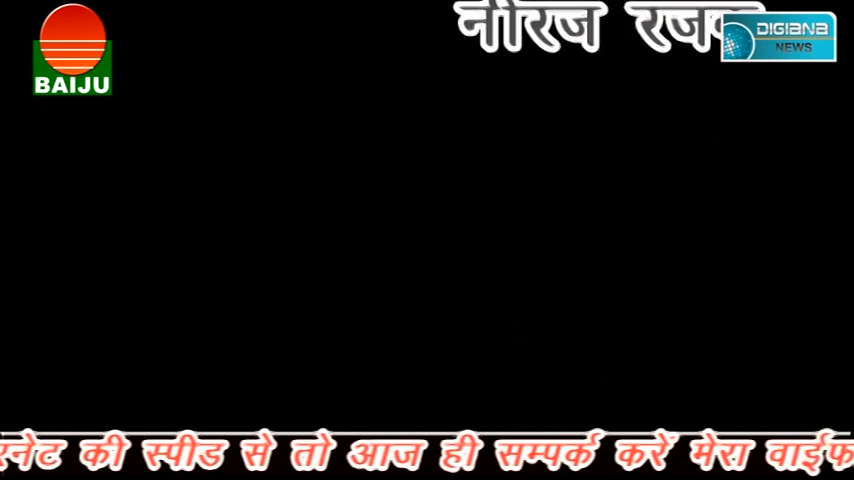 नीरज
DIGIANA
NEWS
BAIJU
की स्पीड से तो आज ही सम्पर्क करें मेरा